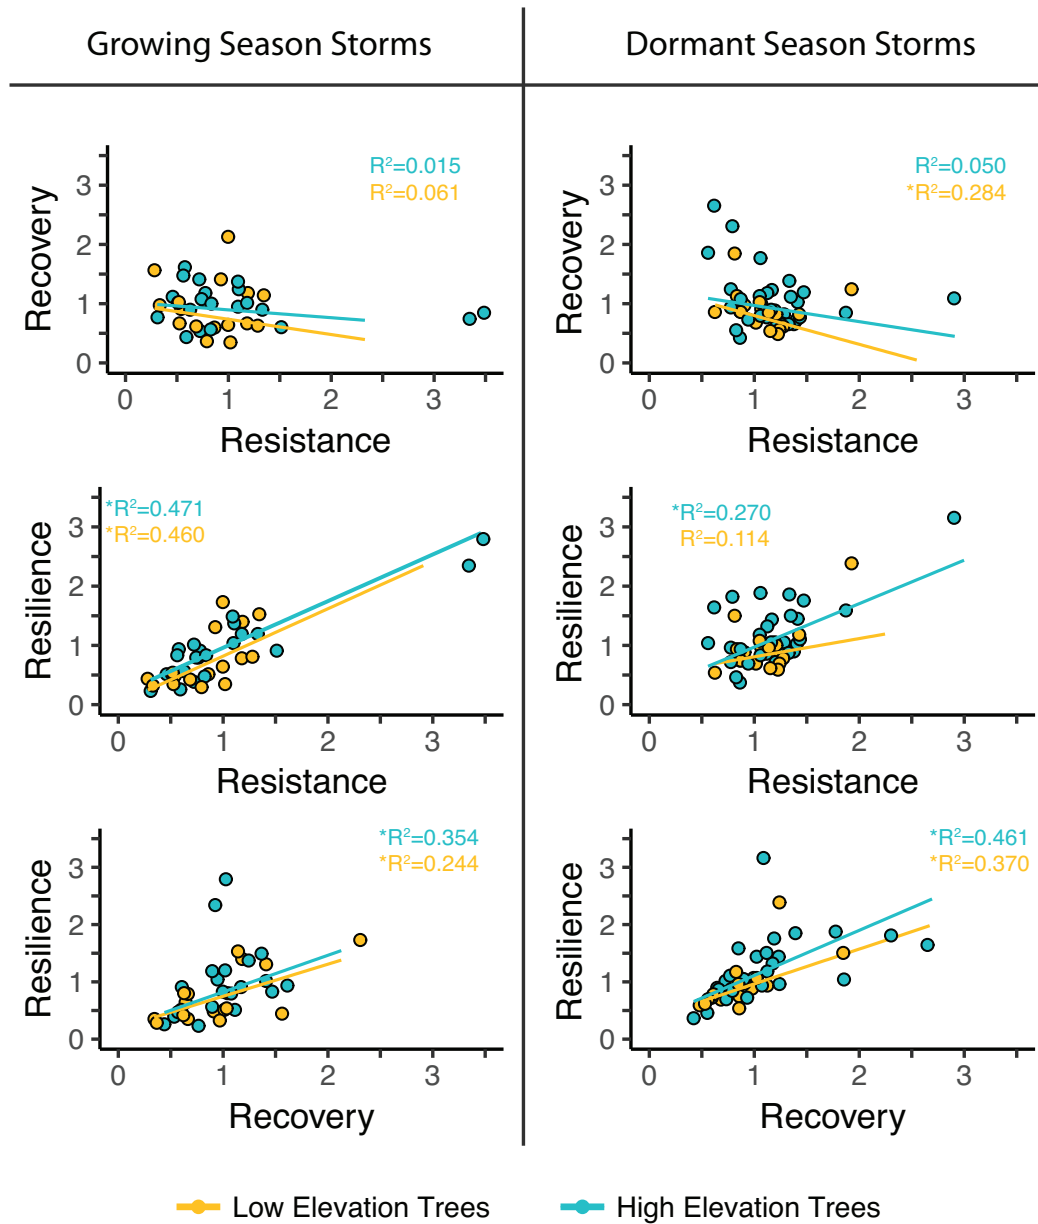 Growing Season Storms
Dormant Season Storms
R²=0.015
R²=0.061
Recovery
3
2
1
0
0 1 2 3
Resistance
R²=0.050
*R²=0.284
Recovery
3
2
1
0
0 1 2 3
Resistance
*R²=0.471
*R²=0.460
Resilience
3
2
1
0
0 1 2 3
Resistance
*R²=0.270
R²=0.114
Resilience
3
2
1
0
0 1 2 3
Resistance
*R²=0.354
*R²=0.244
Resilience
3
2
1
0
0 1 2 3
Recovery
*R²=0.461
*R²=0.370
Resilience
3
2
1
0
0 1 2 3
Recovery
Low Elevation Trees
High Elevation Trees